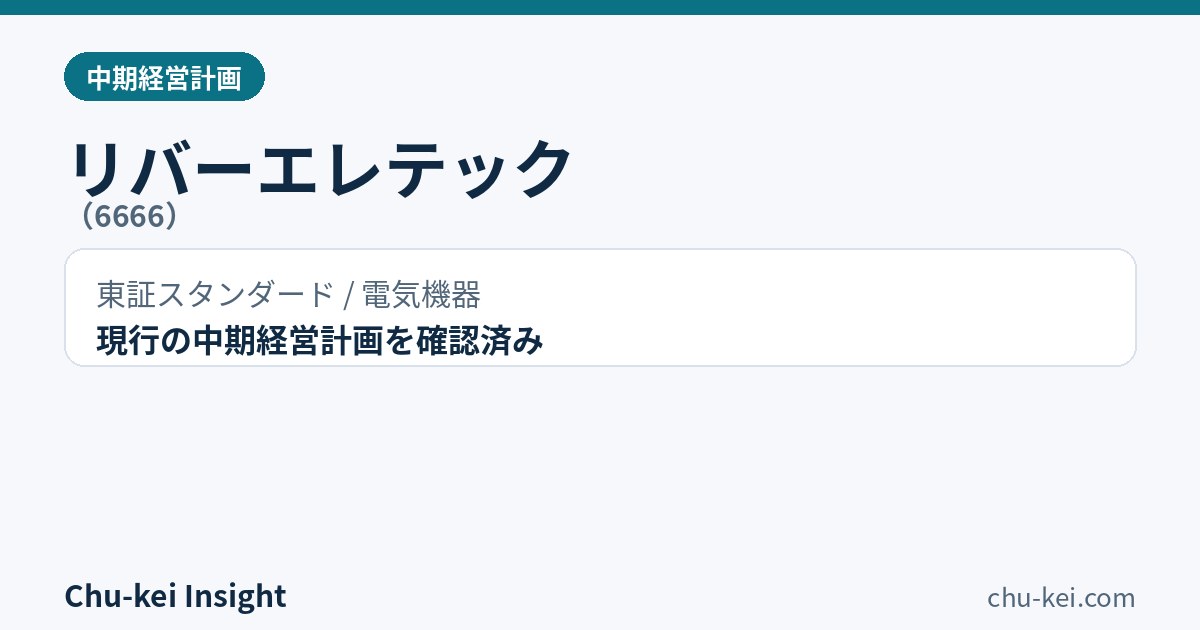 中期経営計画
リバーエレテック
（6666）
東証スタンダード / 電気機器
現行の中期経営計画を確認済み
Chu-kei Insight
chu-kei.com